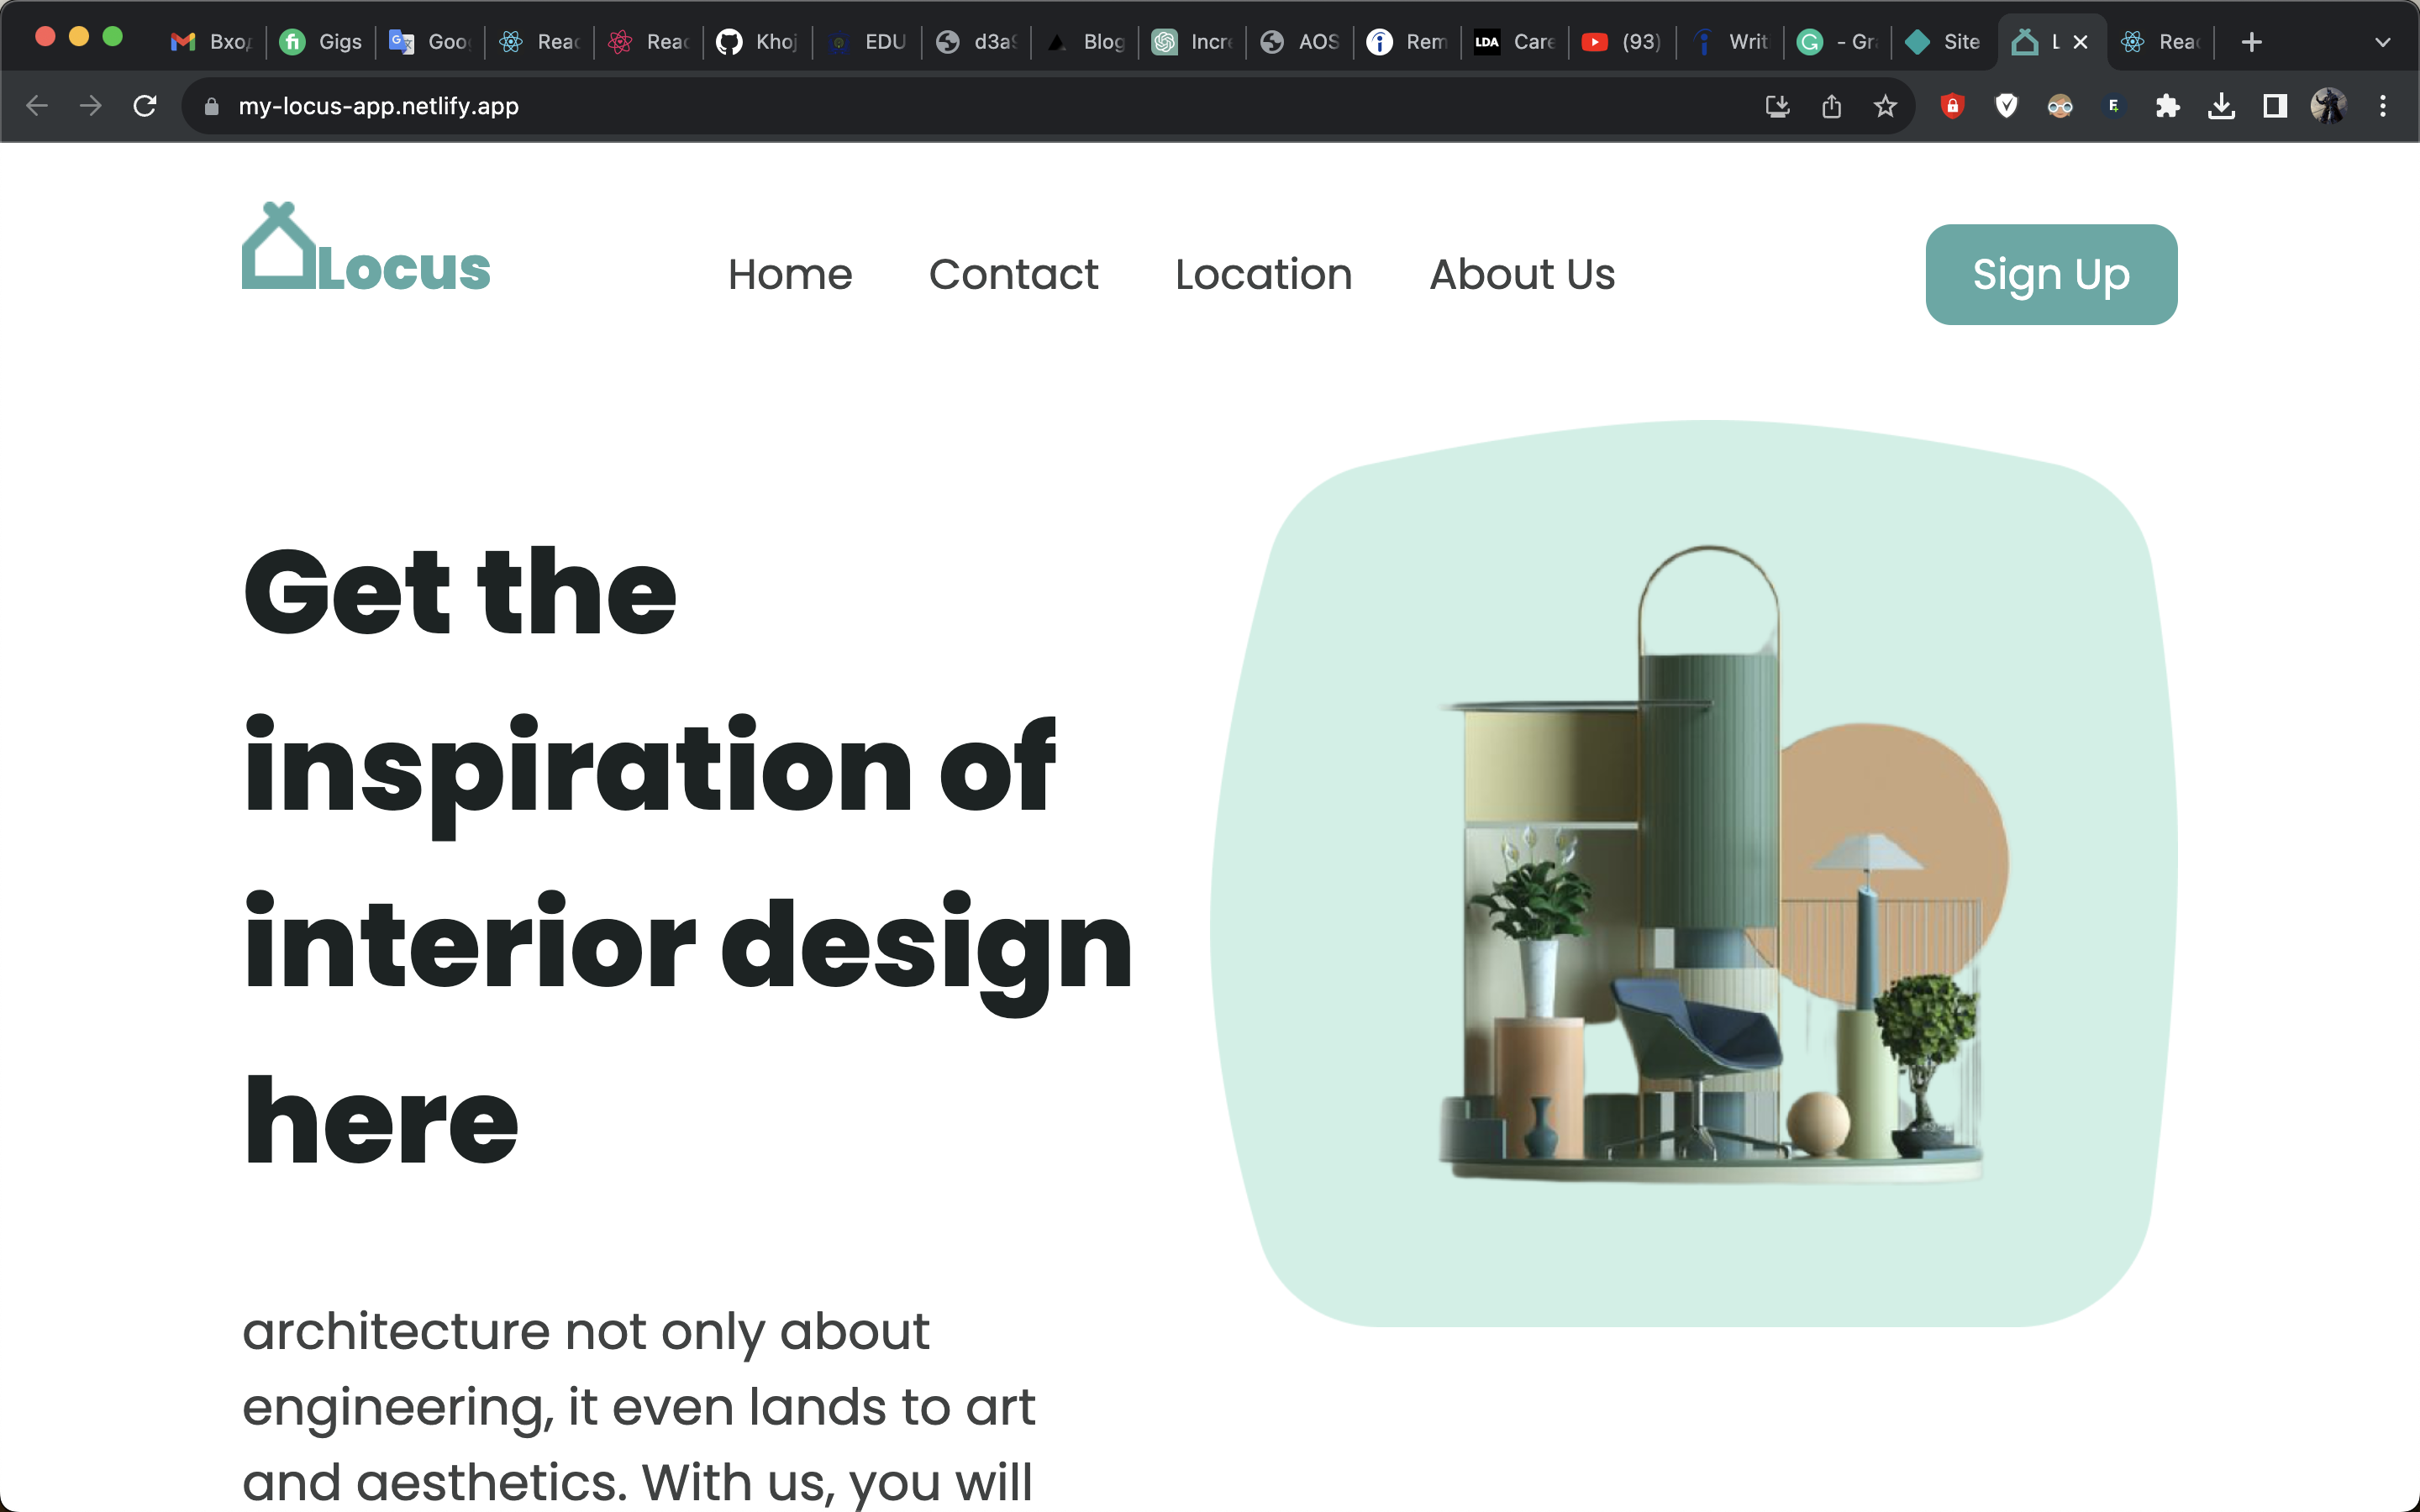 Вхо
Gigs
Goo
Reac
Reac
Khoj
EDU
d3a
Blog
Incre
AOS
Rem
LDA
Care
(93)
Writ
- Gr
Site
L
Reac
my-locus-app.netlify.app
Locus
Home
Contact
Location
About Us
Sign Up
Get the
inspiration of
interior design
here
architecture not only about
engineering, it even lands to art
and aesthetics. With us, you will